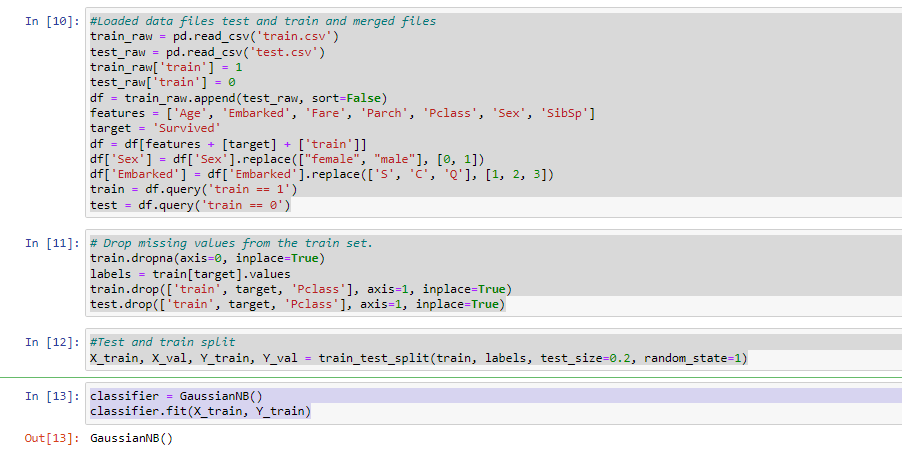 In [10]: #Loaded data files test and train and merged files
train_raw = pd.read_csv('train.csv')
test_raw = pd.read_csv('test.csv')
train_raw['train'] = 1
test_raw['train'] = 0
df = train_raw.append(test_raw, sort=False)
features = ['Age', 'Embarked', 'Fare', 'Parch', 'Pclass', 'Sex', 'SibSp']
target = 'Survived'
df = df[features + [target] + ['train']]
df['Sex'] = df['Sex'].replace(["female", "male"], [0, 1])
df['Embarked'] = df['Embarked'].replace(['S', 'C', 'Q'], [1, 2, 3])
train = df.query('train == 1')
test = df.query('train == 0')
In [11]: # Drop missing values from the train set.
train.dropna(axis=0, inplace=True)
labels = train[target].values
train.drop(['train', target, 'Pclass'], axis=1, inplace=True)
test.drop(['train', target, 'Pclass'], axis=1, inplace=True)
In [12]: #Test and train split
X_train, X_val, Y_train, Y_val = train_test_split(train, labels, test_size=0.2, random_state=1)
In [13]: classifier = GaussianNB()
classifier.fit(X_train, Y_train)
Out[13]: GaussianNB()